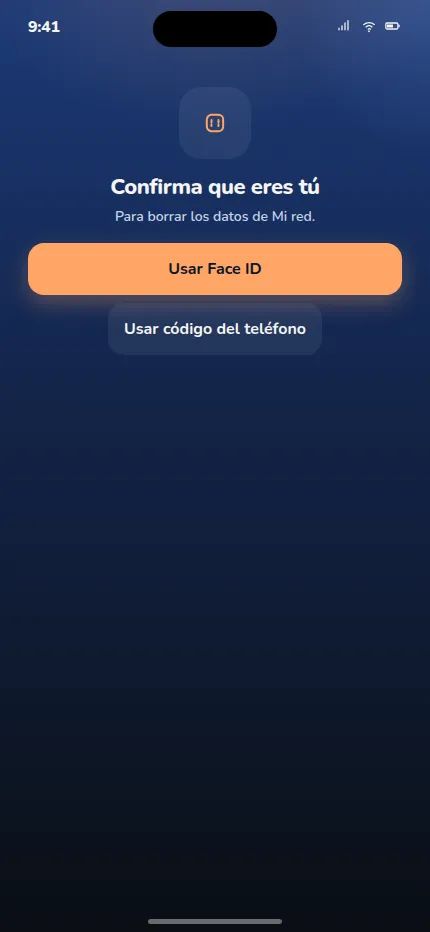 9:41
Confirma que eres tú
Para borrar los datos de Mi red.
Usar Face ID
Usar código del teléfono